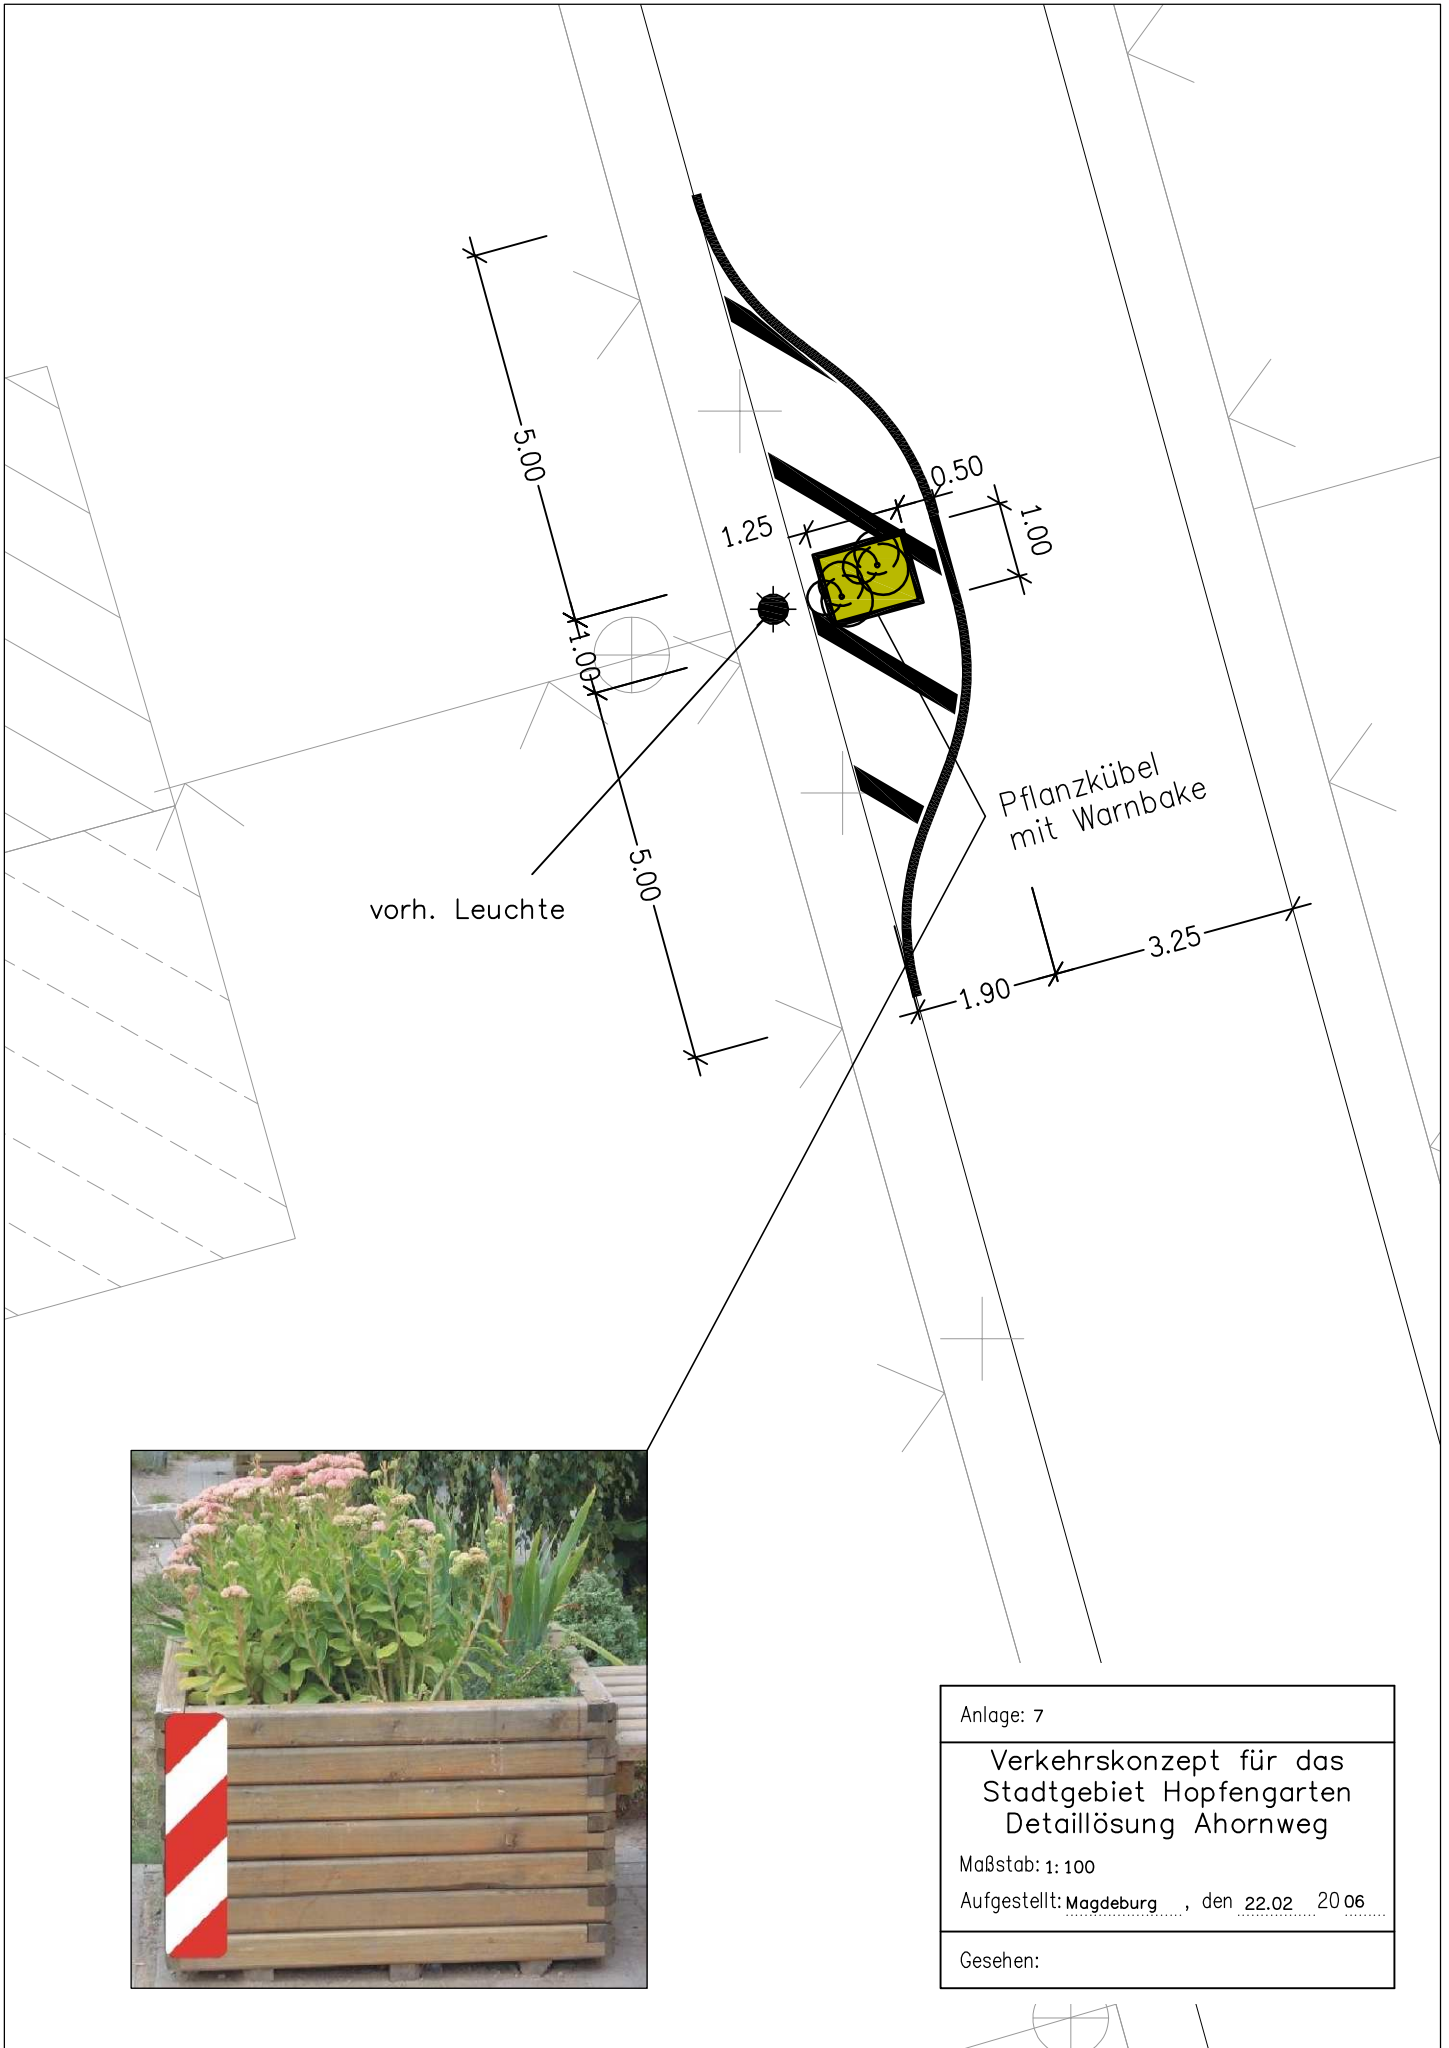 5.00
0.50
1.25
1.00
1.00
Pflanzkübel
mit Warnbake
5.00
vorh. Leuchte
3.25
1.90
Anlage: 7
Verkehrskonzept für das
Stadtgebiet Hopfengarten
Detaillösung Ahornweg
Maßstab: 1: 100
Aufgestellt: Magdeburg , den 22.02 20 06
Gesehen: